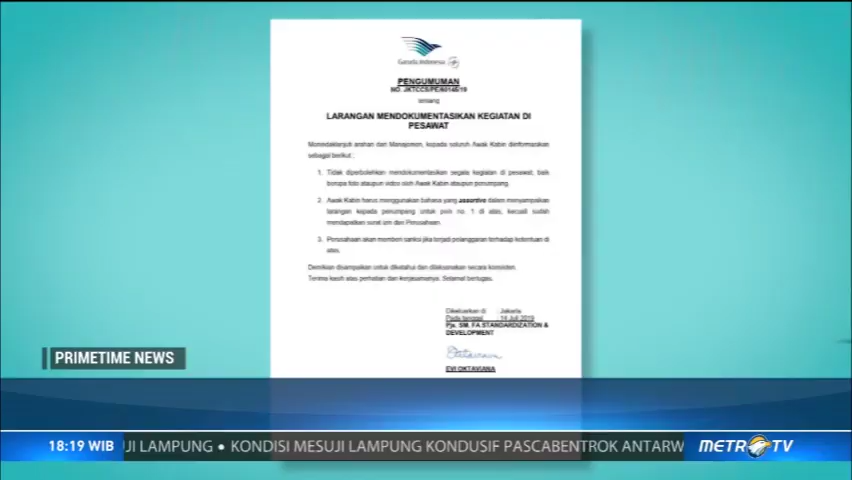 Garuda Indonesia
PENGUMUMAN
NO. JKTCCS/PE/60145/19
tentang
LARANGAN MENDOKUMENTASIKAN KEGIATAN DI
PESAWAT
Menindaklanjuti arahan dari Manajemen, kepada seluruh Awak Kabin diinformasikan
sebagai berikut :
1. Tidak diperbolehkan mendokumentasikan segala kegiatan di pesawat, baik
berupa foto ataupun video oleh Awak Kabin ataupun penumpang.
2. Awak Kabin harus menggunakan bahasa yang assertive dalam menyampaikan
larangan kepada penumpang untuk poin no. 1 di atas, kecuali sudah
mendapatkan surat ijin dari Perusahaan.
3. Perusahaan akan memberi sanksi jika terjadi pelanggaran terhadap ketentuan di
atas.
Demikian disampaikan untuk diketahui dan dilaksanakan secara konsisten.
Terima kasih atas perhatian dan kerjasamanya. Selamat bertugas.
Dikeluarkan di : Jakarta
Pada tanggal : 14 Juli 2019
Pjs. SM. FA STANDARDIZATION &
DEVELOPMENT
EVI OKTAVIANA
PRIMETIME NEWS
18:19 WIB JI LAMPUNG • KONDISI MESUJI LAMPUNG KONDUSIF PASCABENTROK ANTARW METRO TV